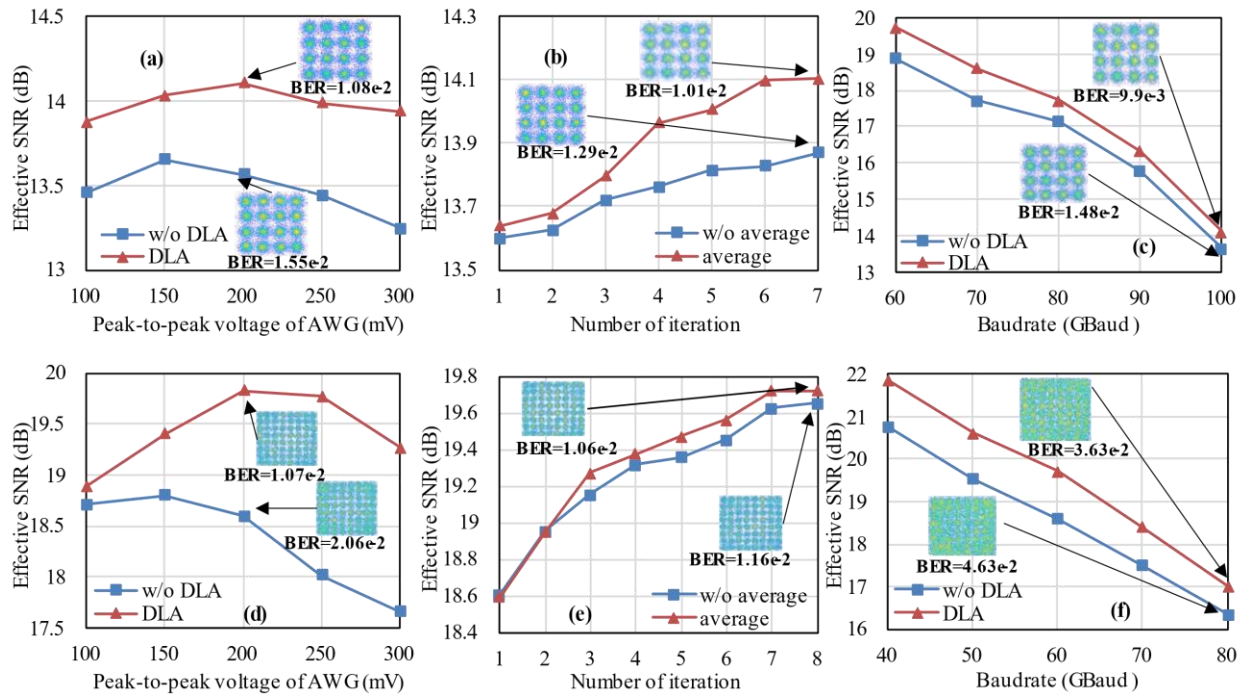 14.5
14
13.5
13
Effective SNR (dB)
(a)
BER=1.08e-2
BER=1.55e-2
w/o DLA
DLA
100 150 200 250 300
Peak-to-peak voltage of AWG (mV)
14.3
14.1
13.9
13.7
13.5
Effective SNR (dB)
(b)
BER=1.01e-2
BER=1.29e-2
w/o average
average
1 2 3 4 5 6 7
Number of iteration
20
19
18
17
16
15
14
13
Effective SNR (dB)
BER=9.9e-3
BER=1.48e-2
w/o DLA
DLA
(c)
60 70 80 90 100
Baudrate (GBaud)
20
19.5
19
18.5
18
17.5
Effective SNR (dB)
BER=1.07e-2
BER=2.06e-2
w/o DLA
DLA
(d)
100 150 200 250 300
Peak-to-peak voltage of AWG (mV)
19.8
19.6
19.4
19.2
19
18.8
18.6
18.4
Effective SNR (dB)
BER=1.06e-2
BER=1.16e-2
w/o average
average
(e)
1 2 3 4 5 6 7 8
Number of iteration
22
21
20
19
18
17
16
Effective SNR (dB)
BER=3.63e-2
BER=4.63e-2
w/o DLA
DLA
(f)
40 50 60 70 80
Baudrate (GBaud)